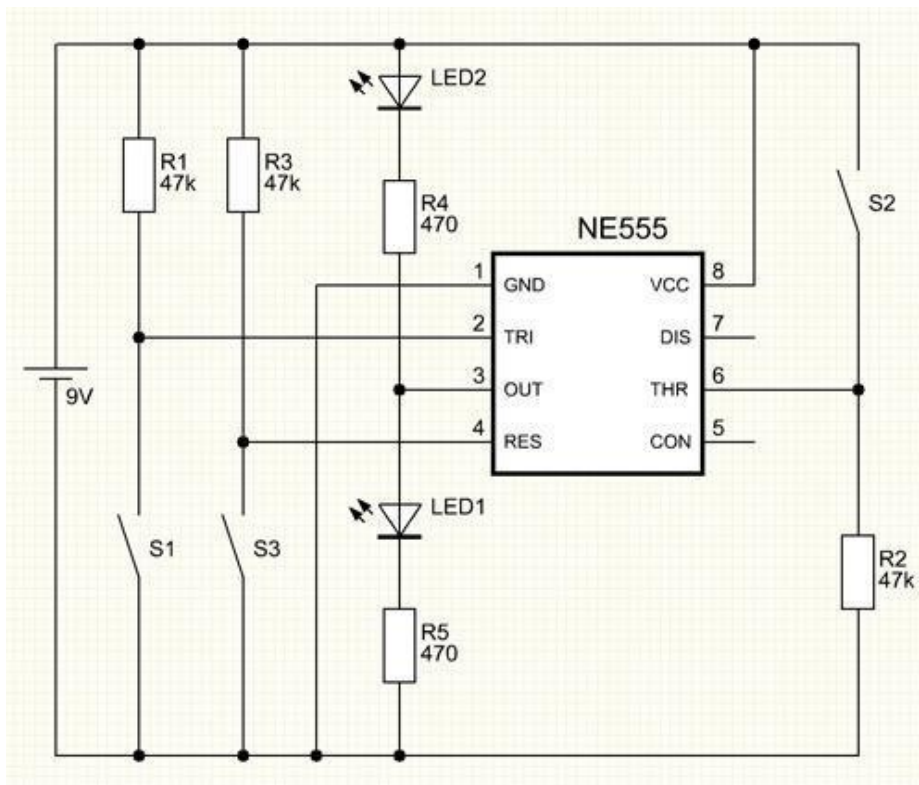 LED2
R1
47k
R3
47k
R4
470
S2
NE555
1
GND
VCC
8
2
TRI
DIS
7
3
OUT
THR
6
4
RES
CON
5
9V
LED1
S1
S3
R2
47k
R5
470